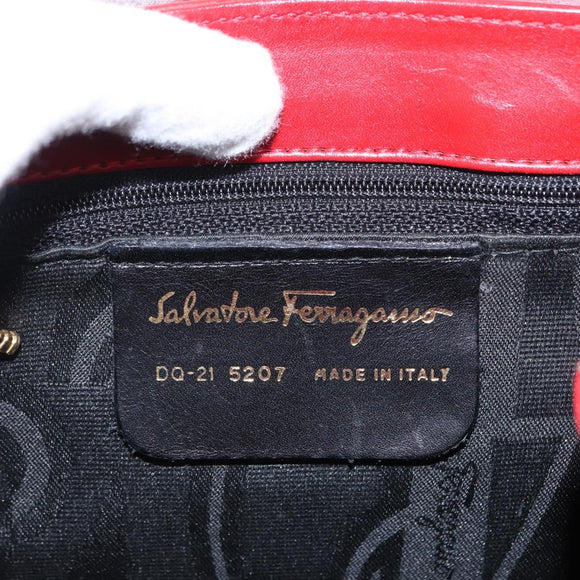 Salvatore Ferragamo
DQ-21 5207 MADE IN ITALY